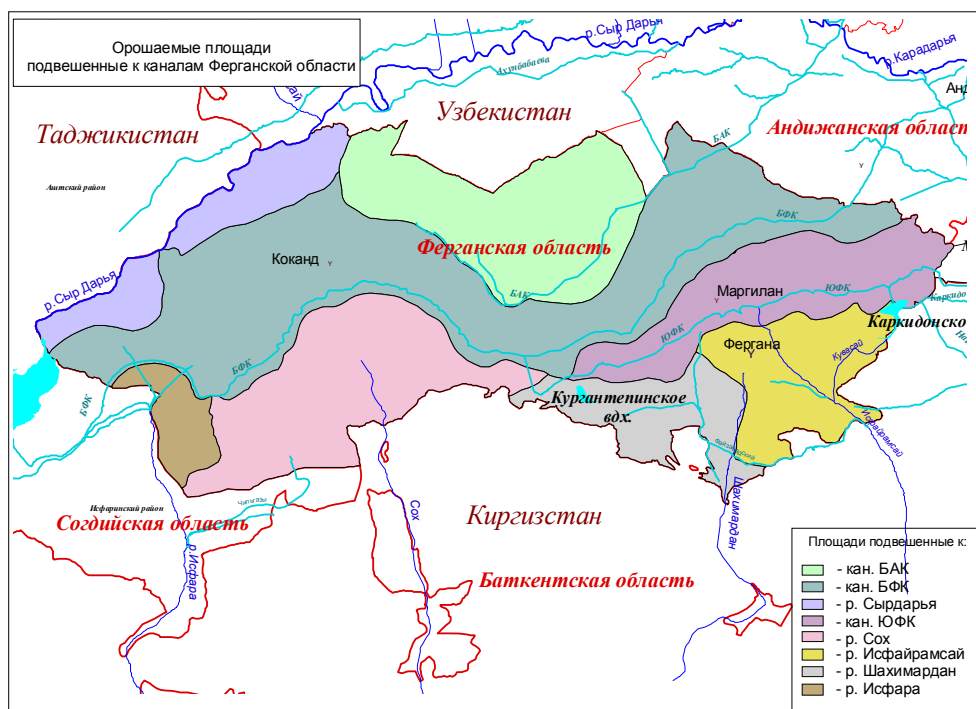 Орошаемые площади
подвешенные к каналам Ферганской области
р.Сыр Дарья
р.Карадарья
Ахунбабаева
сай
Анд
Узбекистан
Таджикистан
Андижанская област
БАК
Аштский район
БФК
Ферганская область
Коканд
р.Сыр Дарья
БАК
Маргилан
ЮФК
Каркидо
Каркидонско
ЮФК
БФК
Фергана
Кувасай
БФК
Кургантепинское
вдх.
Исфайрамсай
Шахимардан
Сох
Исфаринский район
Согдийская область
р.Исфара
Киргизстан
Баткентская область
Площади подвешенные к:
- кан. БАК
- кан. БФК
- р. Сырдарья
- кан. ЮФК
- р. Сох
- р. Исфайрамсай
- р. Шахимардан
- р. Исфара